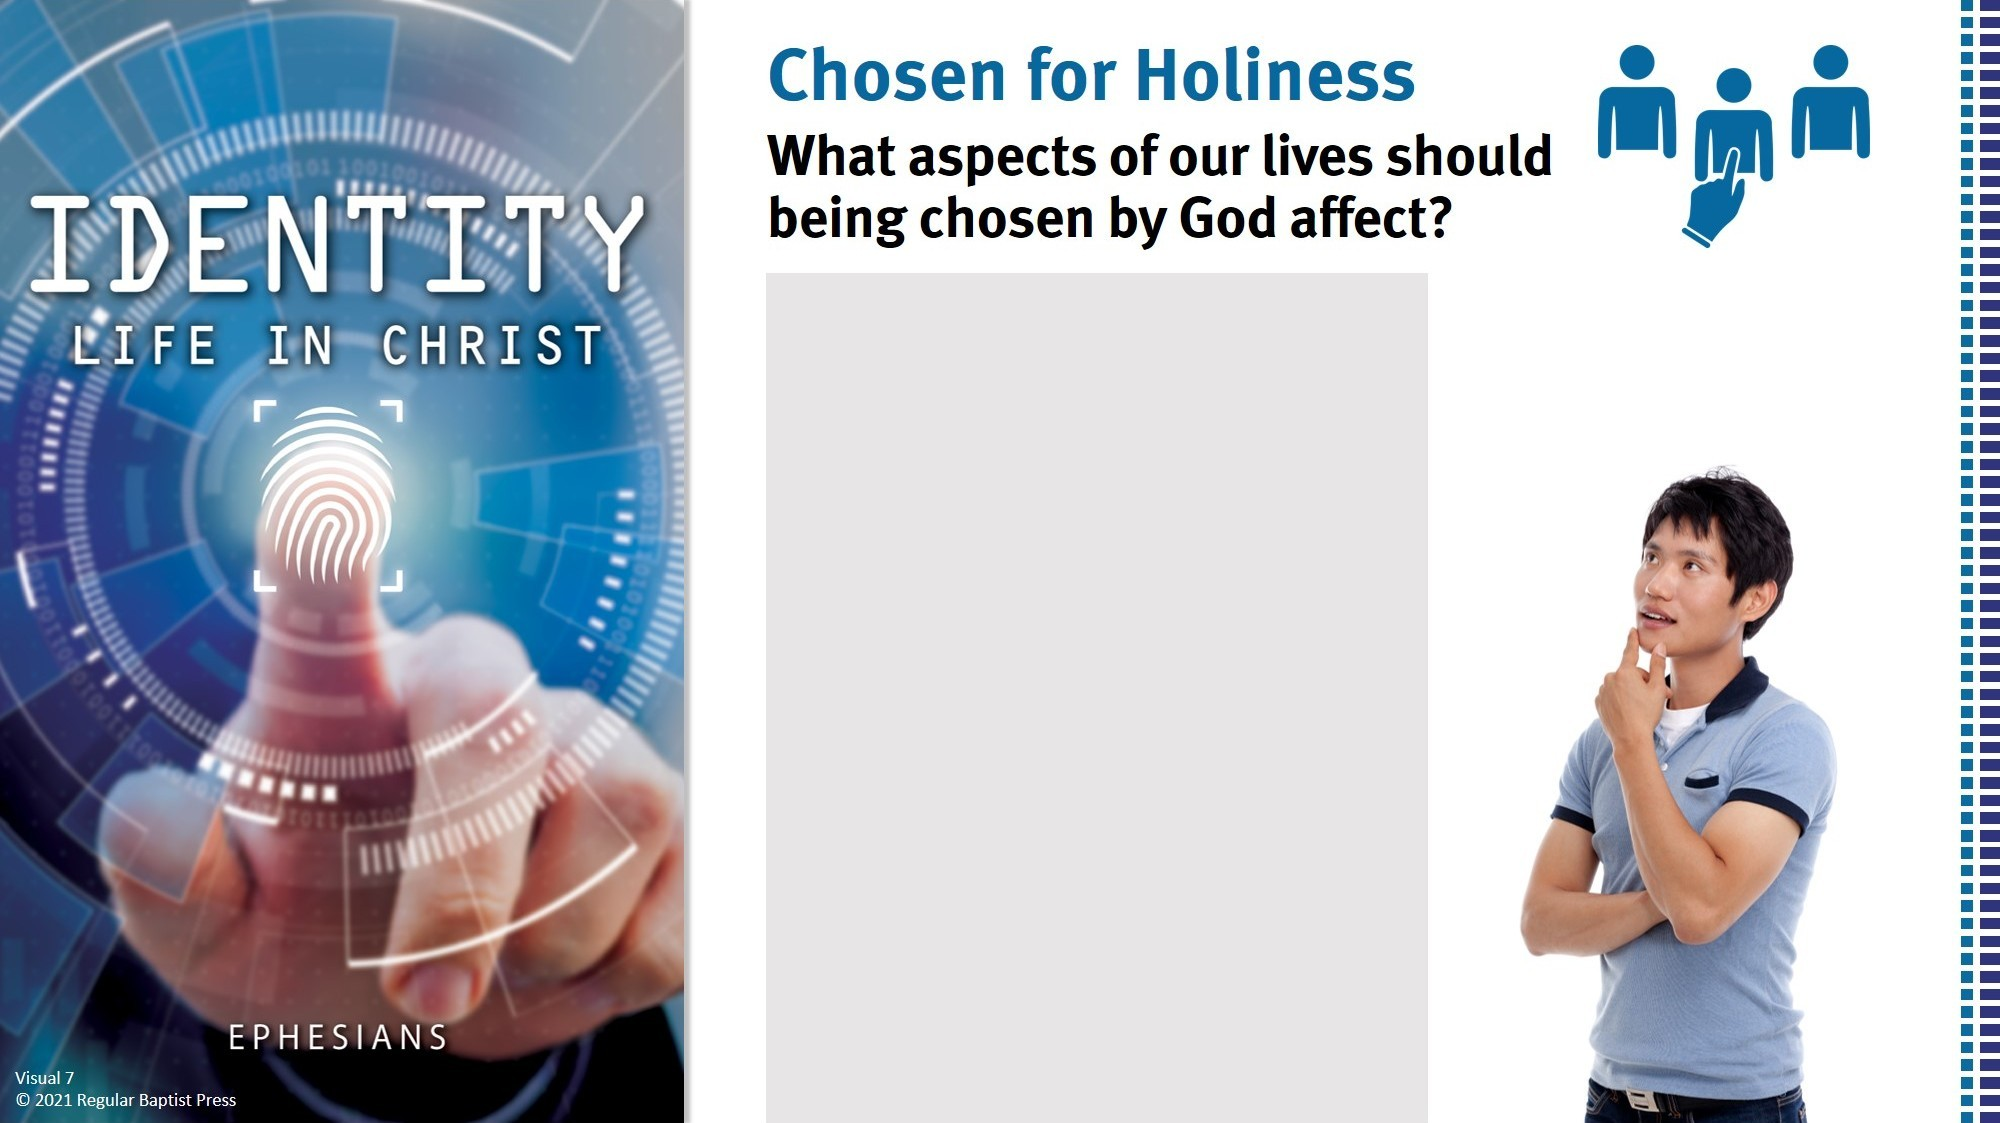 IDENTITY
LIFE IN CHRIST
EPHESIANS
Visual 7
© 2021 Regular Baptist Press
Chosen for Holiness
What aspects of our lives should
being chosen by God affect?